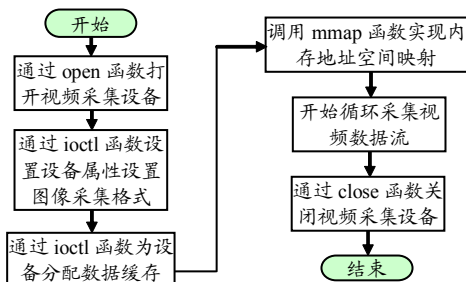 开始
通过 open 函数打
开视频采集设备
通过 ioctl 函数设
置设备属性设置
图像采集格式
通过 ioctl 函数为设
备分配数据缓存
调用 mmap 函数实现内
存地址空间映射
开始循环采集视
频数据流
通过 close 函数关
闭视频采集设备
结束